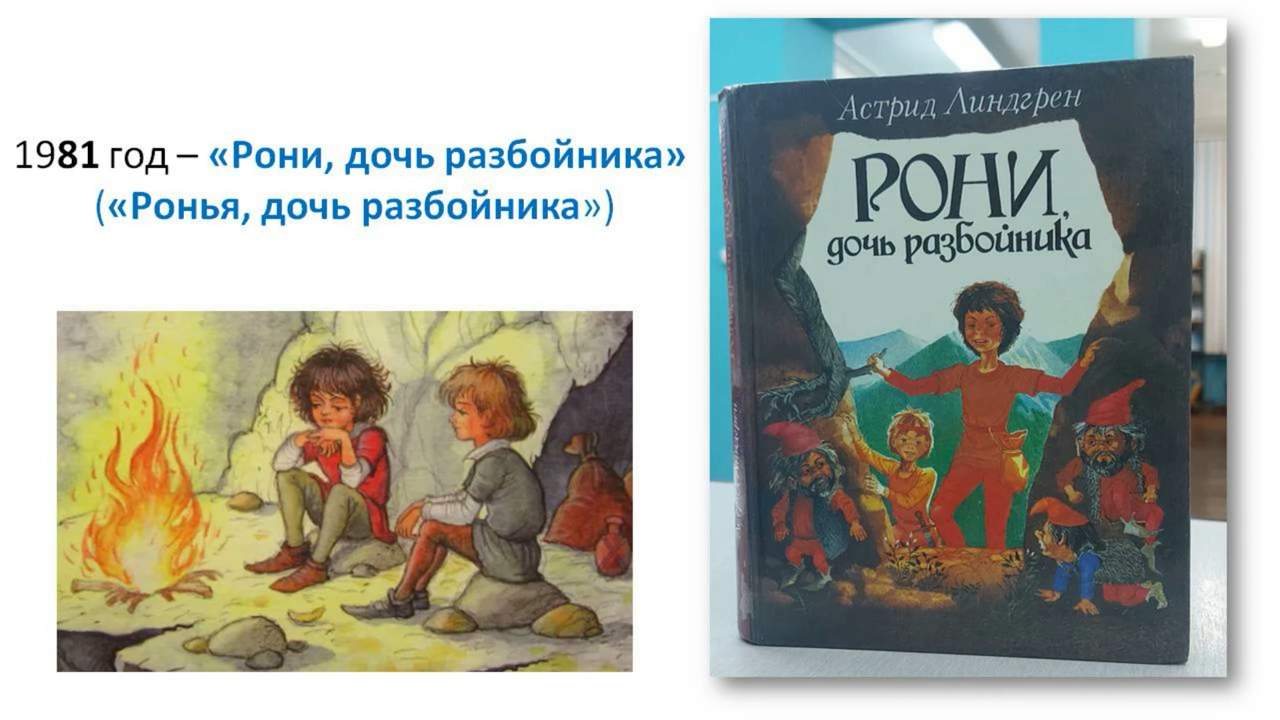 1981 год – «Рони, дочь разбойника»
(«Ронья, дочь разбойника»)
Астрид Линдгрен
РОНИ,
дочь разбойника